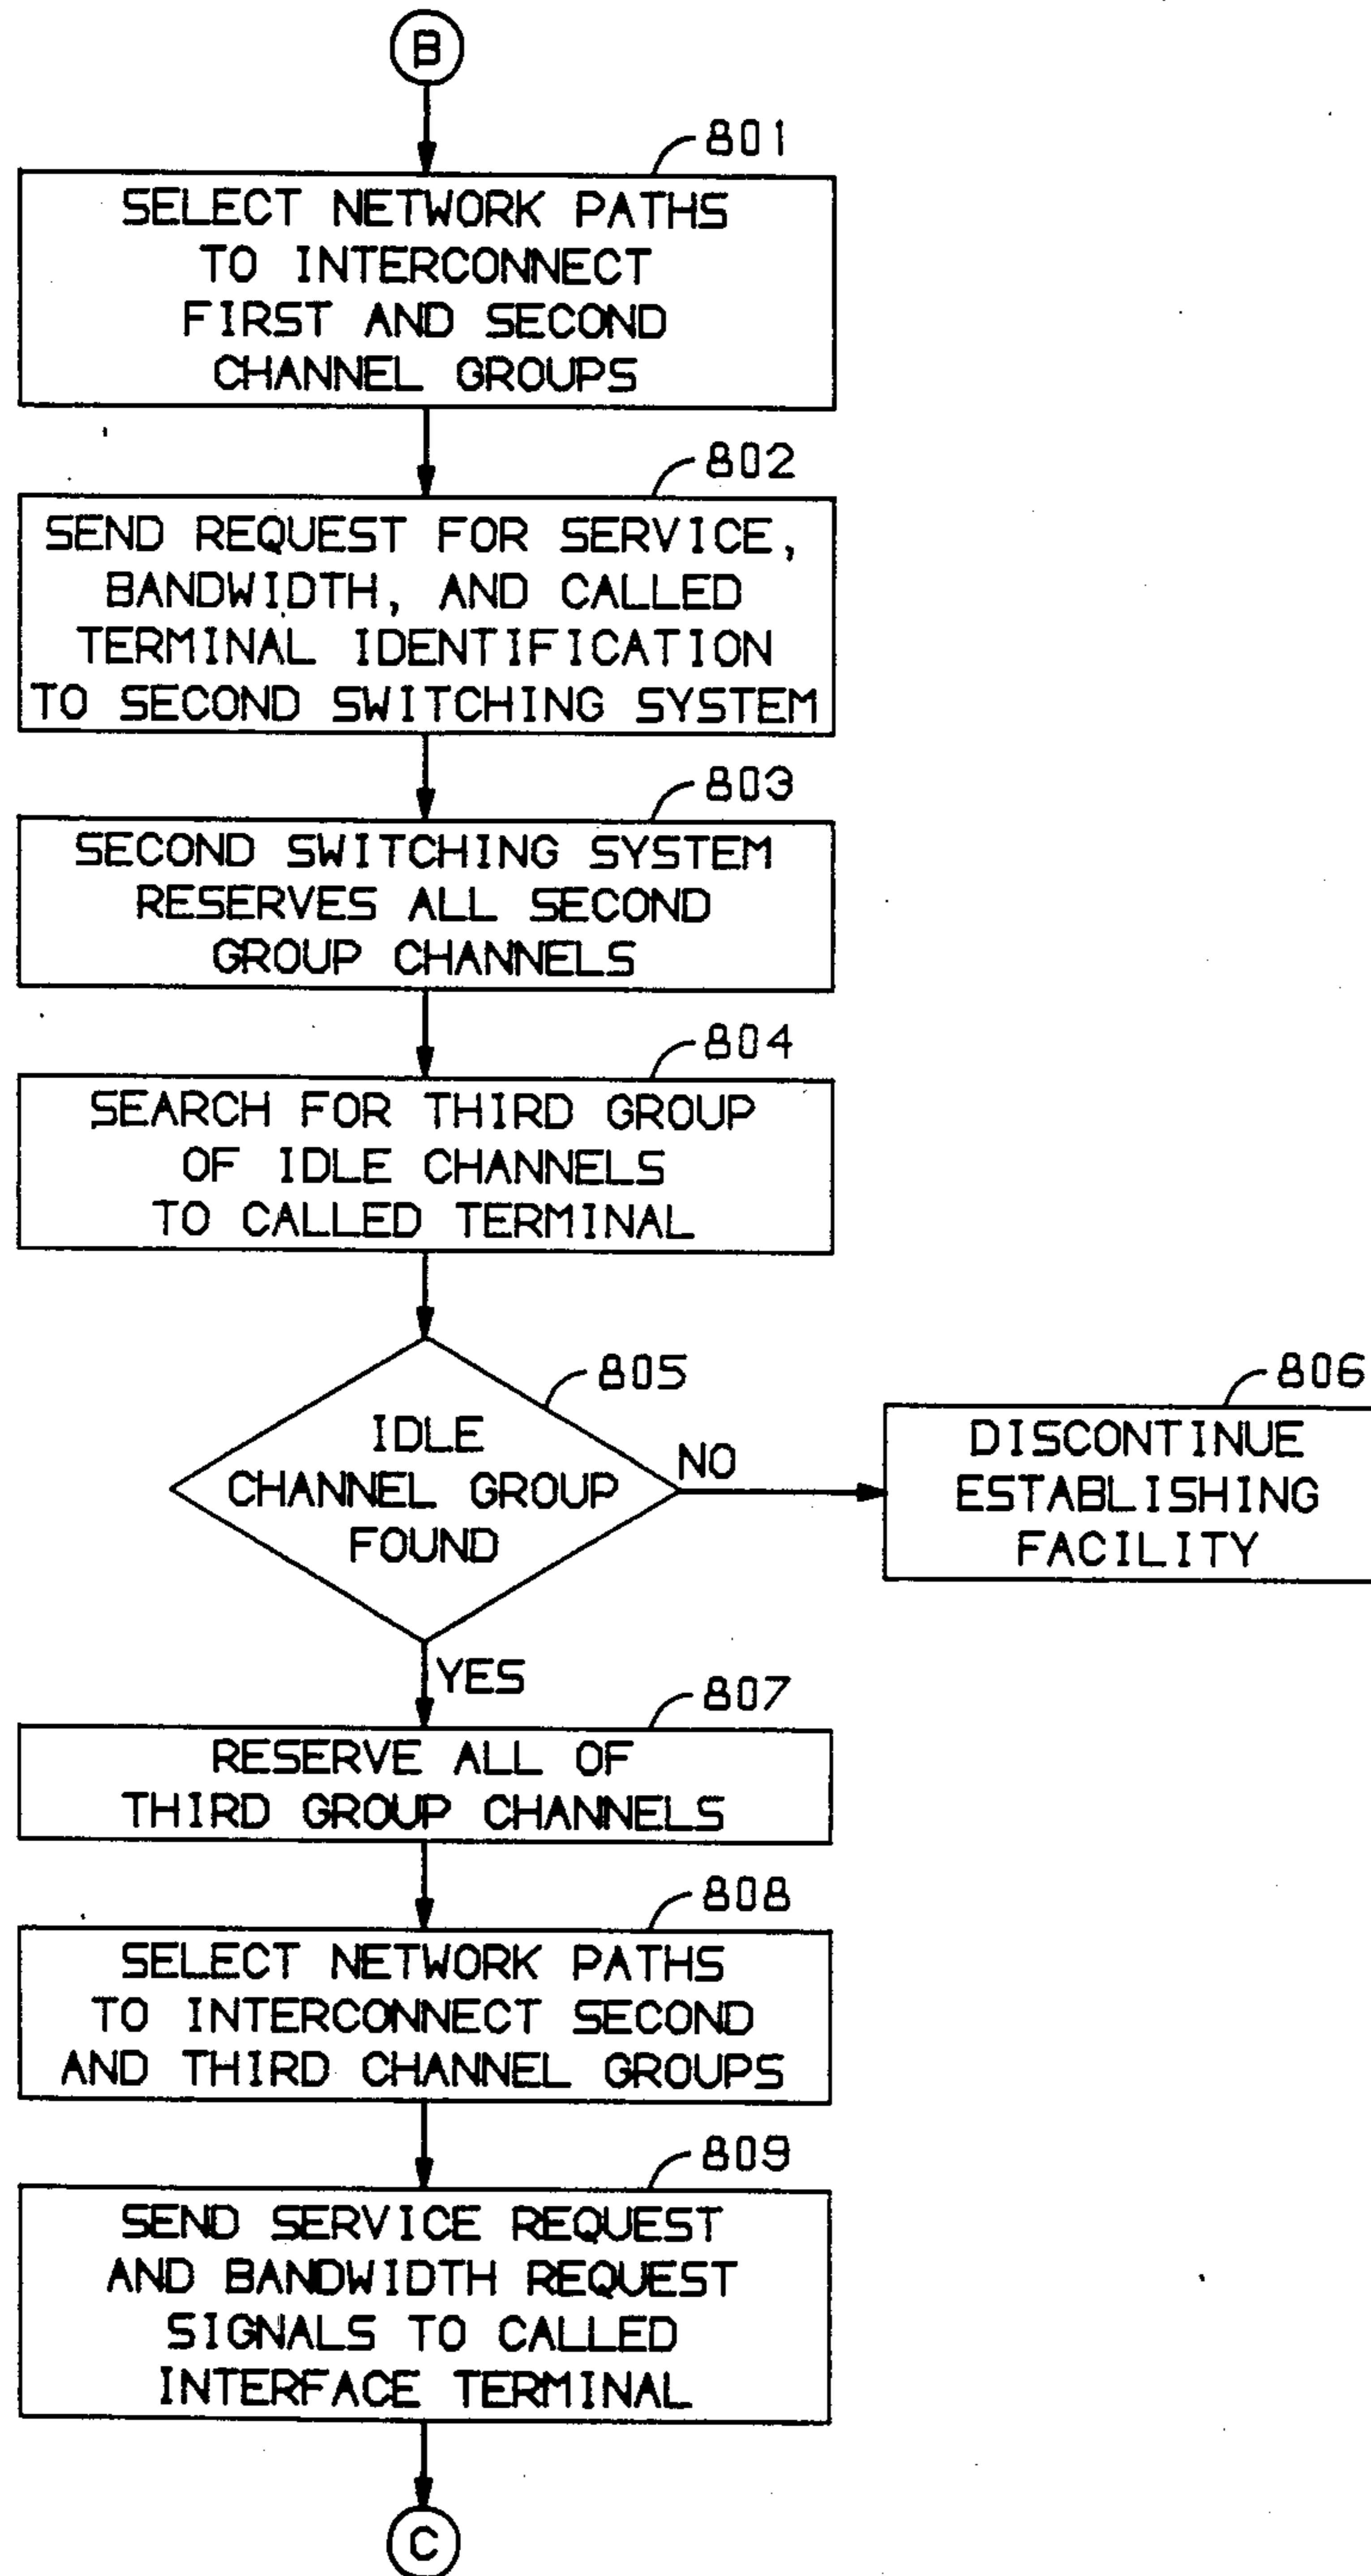 B
801
SELECT NETWORK PATHS
TO INTERCONNECT
FIRST AND SECOND
CHANNEL GROUPS
802
SEND REQUEST FOR SERVICE,
BANDWIDTH, AND CALLED
TERMINAL IDENTIFICATION
TO SECOND SWITCHING SYSTEM
803
SECOND SWITCHING SYSTEM
RESERVES ALL SECOND
GROUP CHANNELS
804
SEARCH FOR THIRD GROUP
OF IDLE CHANNELS
TO CALLED TERMINAL
805
IDLE
CHANNEL GROUP
FOUND
NO
806
DISCONTINUE
ESTABLISHING
FACILITY
YES
807
RESERVE ALL OF
THIRD GROUP CHANNELS
808
SELECT NETWORK PATHS
TO INTERCONNECT SECOND
AND THIRD CHANNEL GROUPS
809
SEND SERVICE REQUEST
AND BANDWIDTH REQUEST
SIGNALS TO CALLED
INTERFACE TERMINAL
C